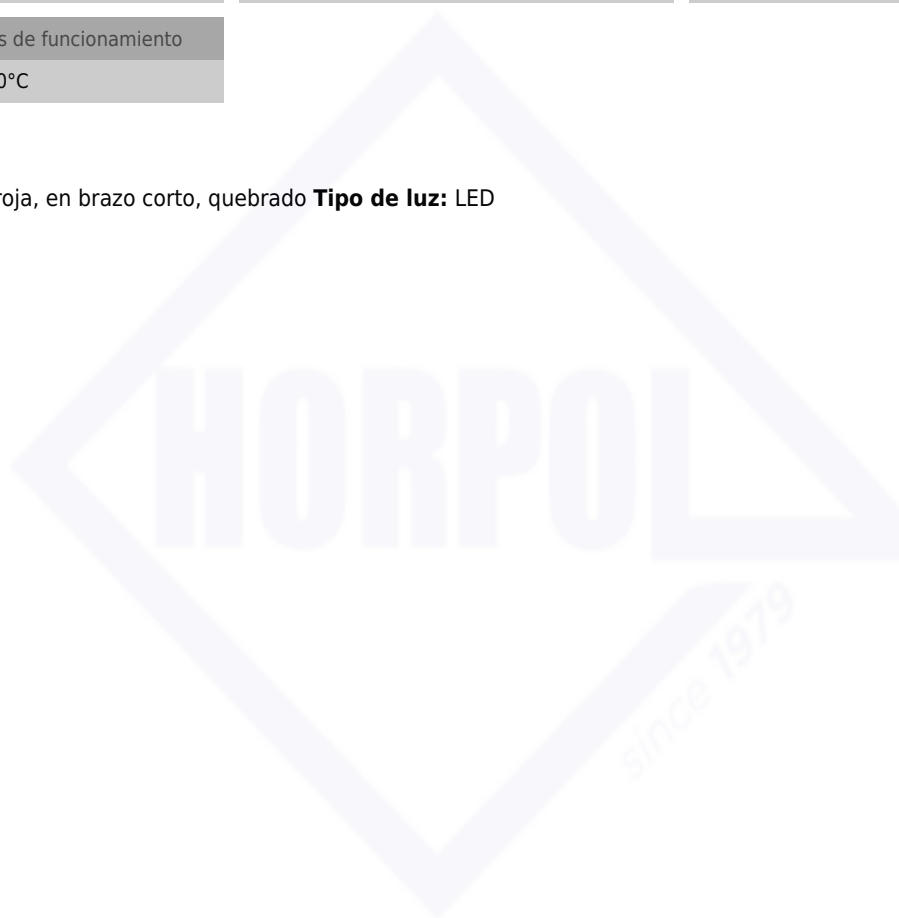 s de funcionamiento
0°C
roja, en brazo corto, quebrado Tipo de luz: LED
HORPOL
since 1979